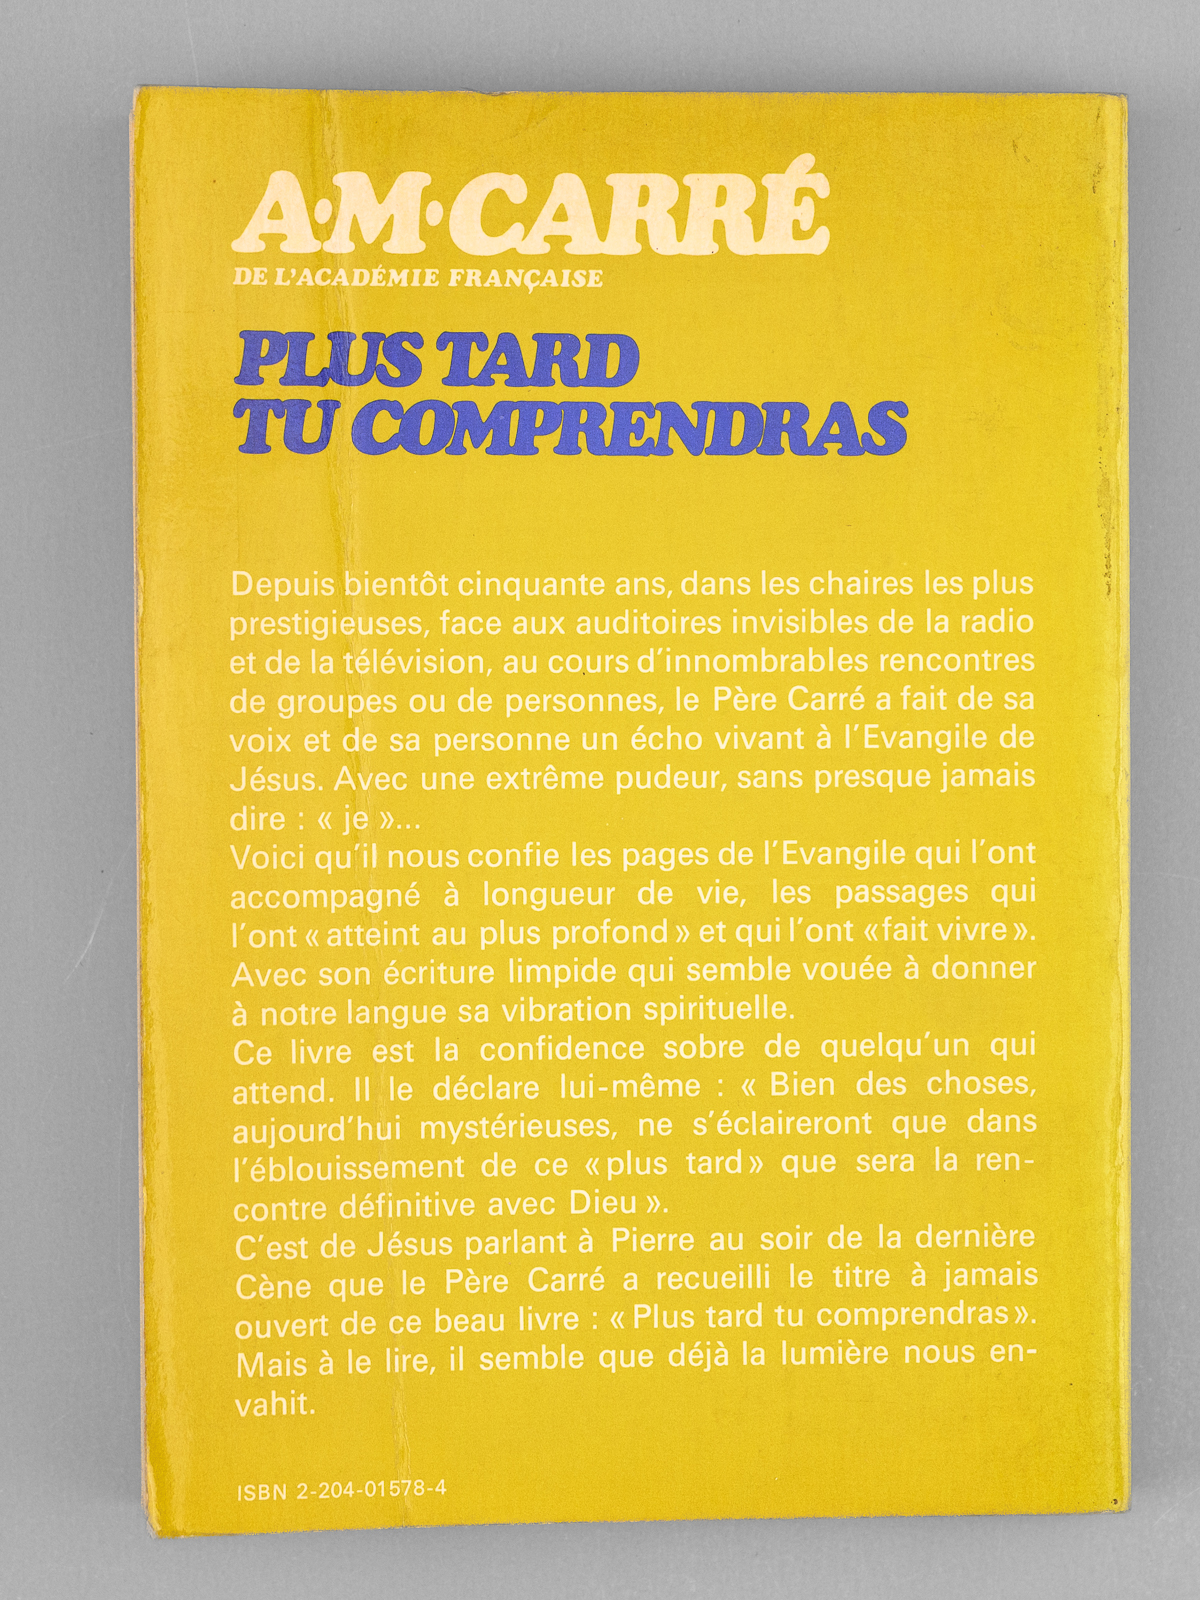 A·M·CARRÉ
DE L'ACADÉMIE FRANÇAISE
PLUS TARD
TU COMPRENDRAS
Depuis bientôt cinquante ans, dans les chaires les plus
prestigieuses, face aux auditoires invisibles de la radio
et de la télévision, au cours d'innombrables rencontres
de groupes ou de personnes, le Père Carré a fait de sa
voix et de sa personne un écho vivant à l'Evangile de
Jésus. Avec une extrême pudeur, sans presque jamais
dire : « je »...
Voici qu'il nous confie les pages de l'Evangile qui l'ont
accompagné à longueur de vie, les passages qui
l'ont « atteint au plus profond » et qui l'ont « fait vivre ».
Avec son écriture limpide qui semble vouée à donner
à notre langue sa vibration spirituelle.
Ce livre est la confidence sobre de quelqu'un qui
attend. Il le déclare lui-même : « Bien des choses,
aujourd'hui mystérieuses, ne s'éclaireront que dans
l'éblouissement de ce « plus tard » que sera la ren-
contre définitive avec Dieu ».
C'est de Jésus parlant à Pierre au soir de la dernière
Cène que le Père Carré a recueilli le titre à jamais
ouvert de ce beau livre : « Plus tard tu comprendras ».
Mais à le lire, il semble que déjà la lumière nous en-
vahit.
ISBN 2-204-01578-4